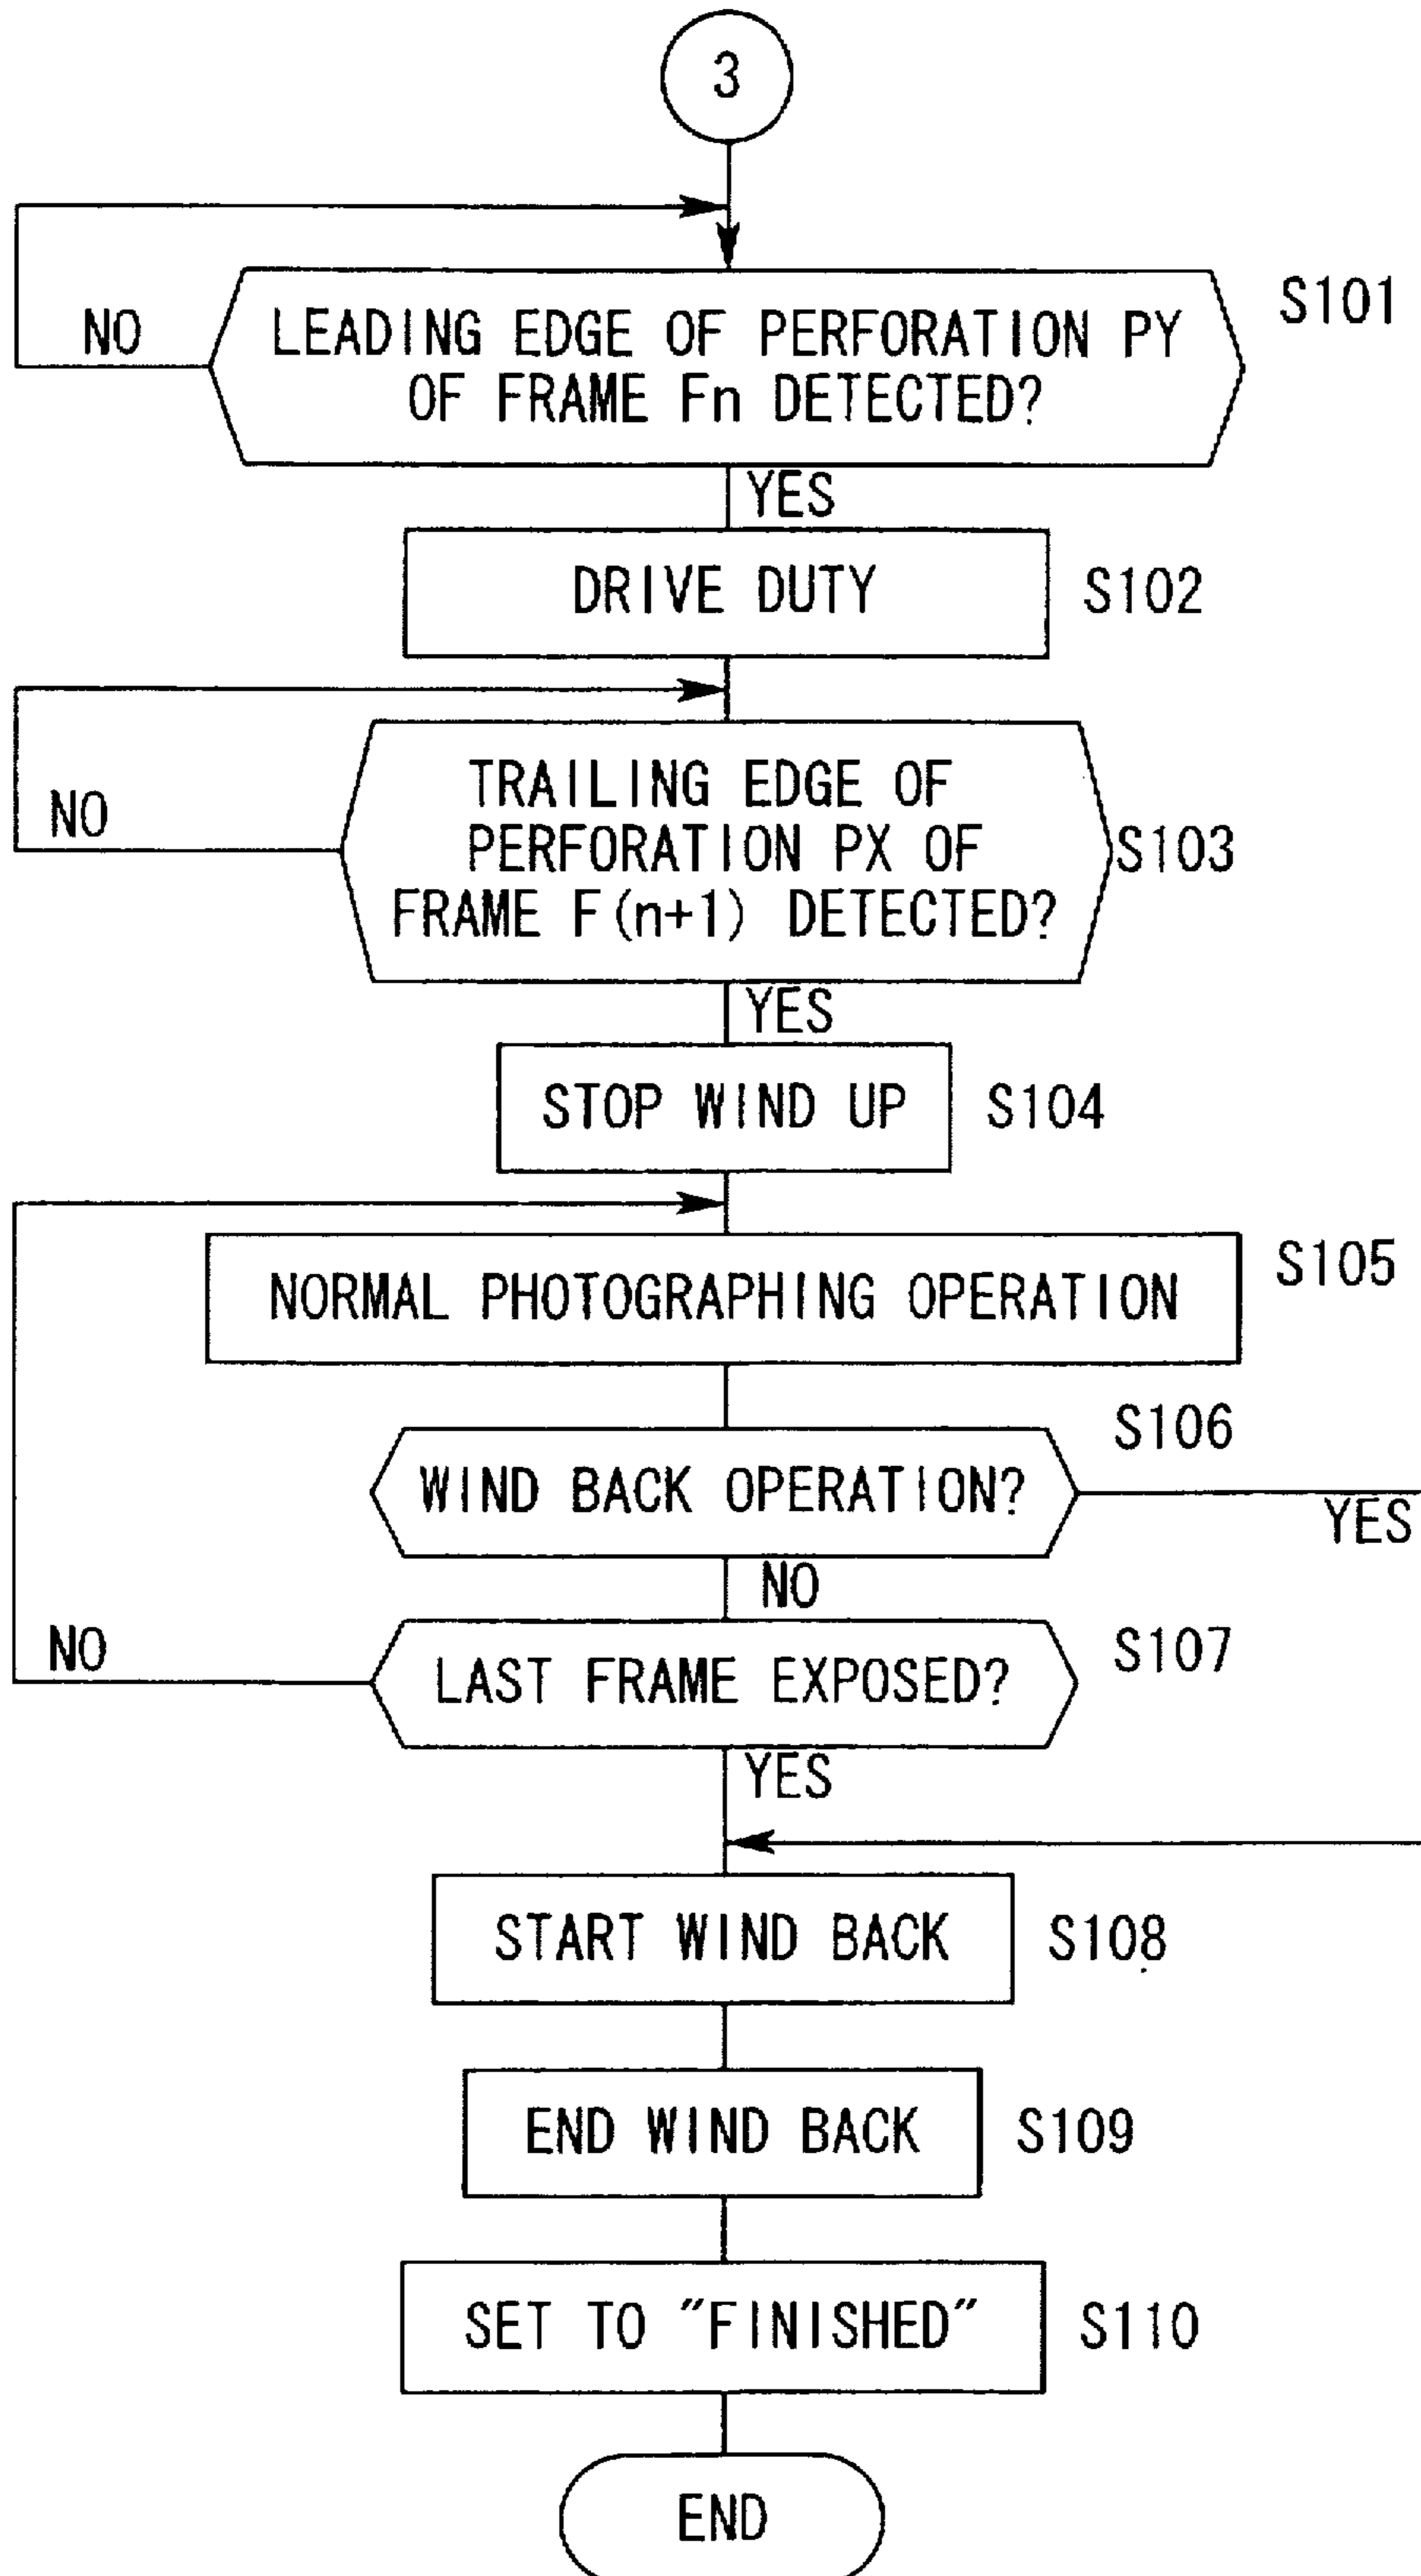 3
S101
NO
LEADING EDGE OF PERFORATION PY
OF FRAME Fn DETECTED?
YES
DRIVE DUTY
S102
NO
TRAILING EDGE OF
PERFORATION PX OF
FRAME F(n+1) DETECTED?
S103
YES
STOP WIND UP
S104
NORMAL PHOTOGRAPHING OPERATION
S105
S106
WIND BACK OPERATION?
YES
NO
NO
S107
LAST FRAME EXPOSED?
YES
START WIND BACK
S108
END WIND BACK
S109
SET TO "FINISHED"
S110
END